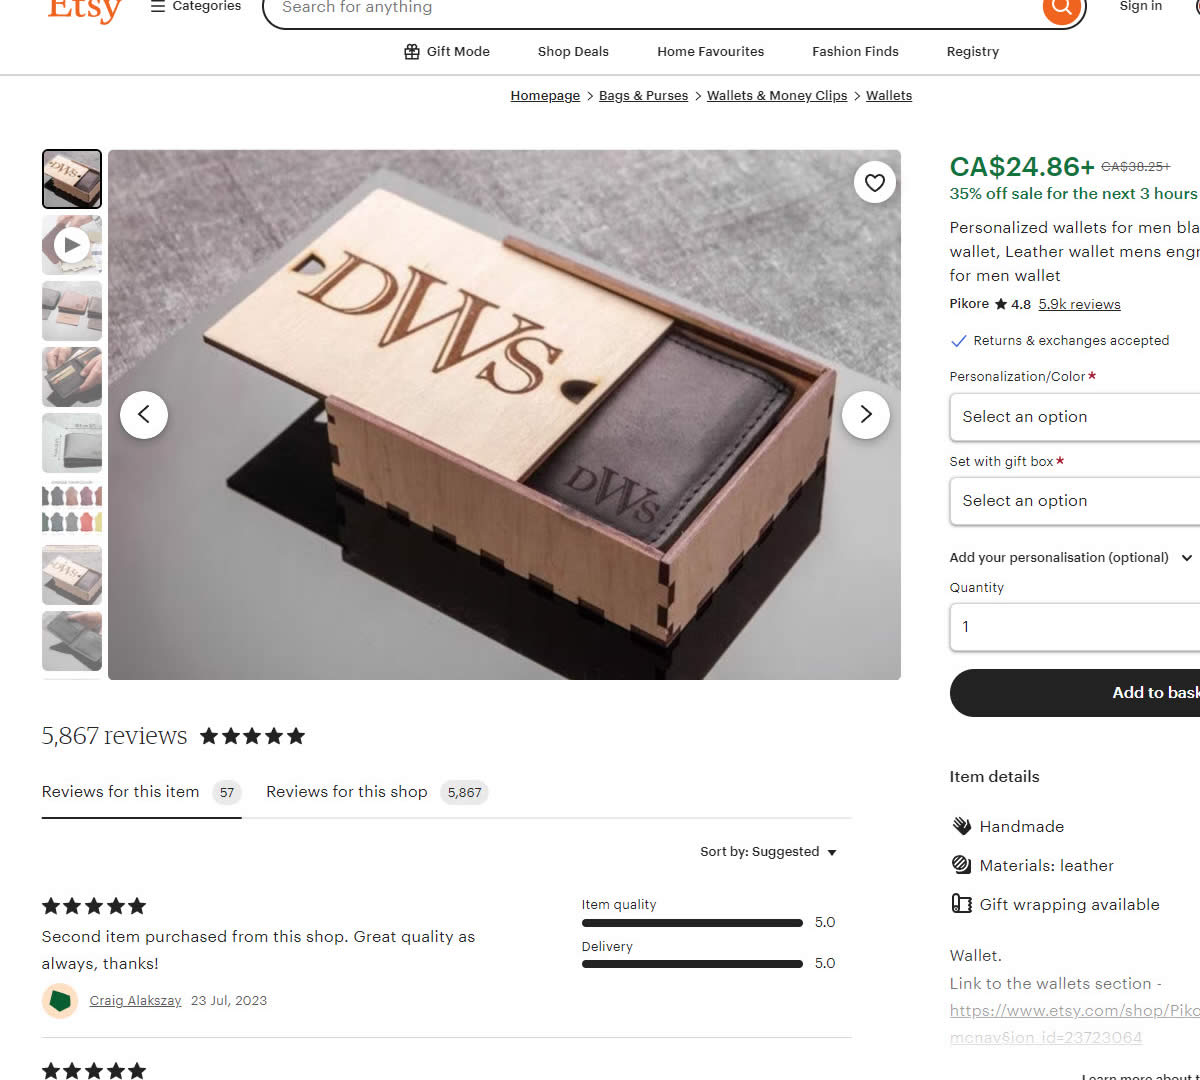 Etsy
Categories
Search for anything
Sign in
Gift Mode
Shop Deals
Home Favourites
Fashion Finds
Registry
Homepage > Bags & Purses > Wallets & Money Clips > Wallets
DWS
DWS
CA$24.86+ CA$38.25+
35% off sale for the next 3 hours
Personalized wallets for men bla
wallet, Leather wallet mens engr
for men wallet
Pikore ★ 4.8 5.9k reviews
Returns & exchanges accepted
Personalization/Color*
Select an option
Set with gift box*
Select an option
Add your personalisation (optional)
Quantity
1
Add to bask
5,867 reviews
Reviews for this item 57
Reviews for this shop 5,867
Sort by: Suggested
Second item purchased from this shop. Great quality as
always, thanks!
Craig Alakszay 23 Jul, 2023
Item quality
5.0
Delivery
5.0
Item details
Handmade
Materials: leather
Gift wrapping available
Wallet.
Link to the wallets section -
https://www.etsy.com/shop/Piko
mcnav&section_id=23723064
Learn more about t